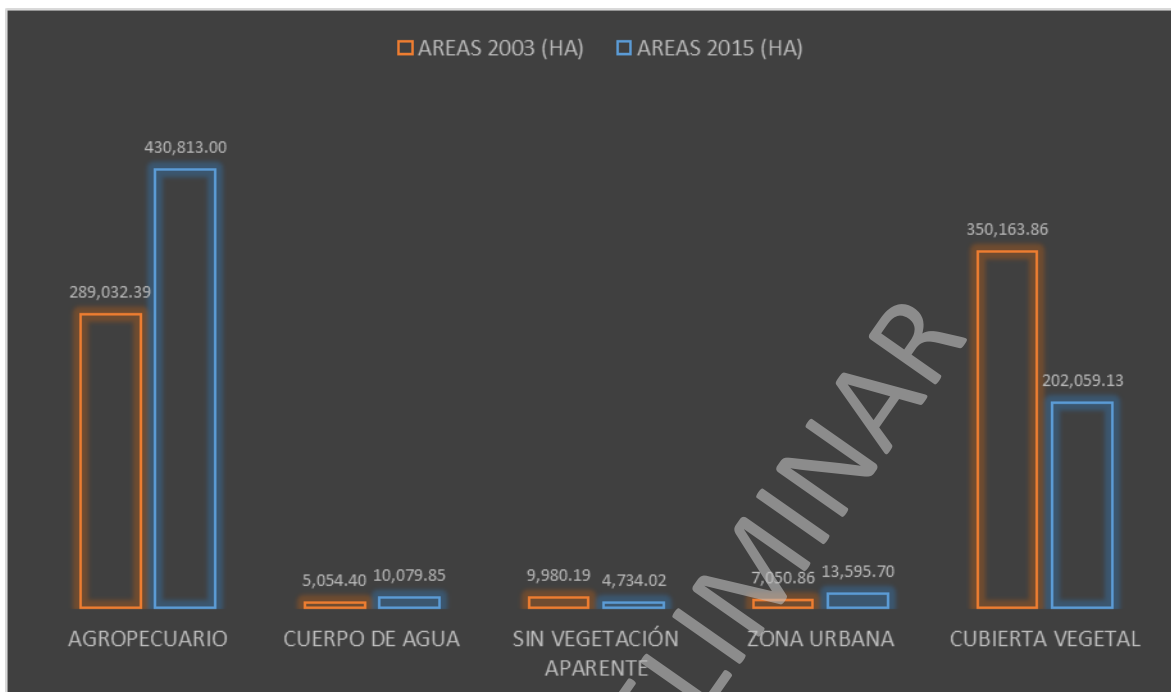 AREAS 2003 (HA) AREAS 2015 (HA)
430,813.00
350,163.86
289,032.39
202,059.13
5,054.40 10,079.85 9,980.19 4,734.02 7,050.86 13,595.70
AGROPECUARIO CUERPO DE AGUA SIN VEGETACIÓN ZONA URBANA CUBIERTA VEGETAL
APARENTE
ELIMINAR